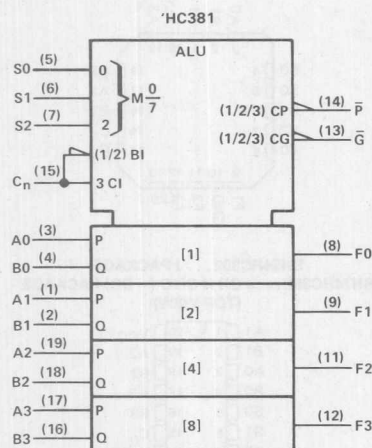 'HC381
ALU
S0 (5) 0
S1 (6) M 0/7
S2 (7) 2
(1/2/3) CP (14) P̅
(1/2/3) CG (13) G̅
(1/2) BI
Cn (15) 3 CI
A0 (3) P [1] (8) F0
B0 (4) Q
A1 (1) P [2] (9) F1
B1 (2) Q
A2 (19) P [4] (11) F2
B2 (18) Q
A3 (17) P [8] (12) F3
B3 (16) Q